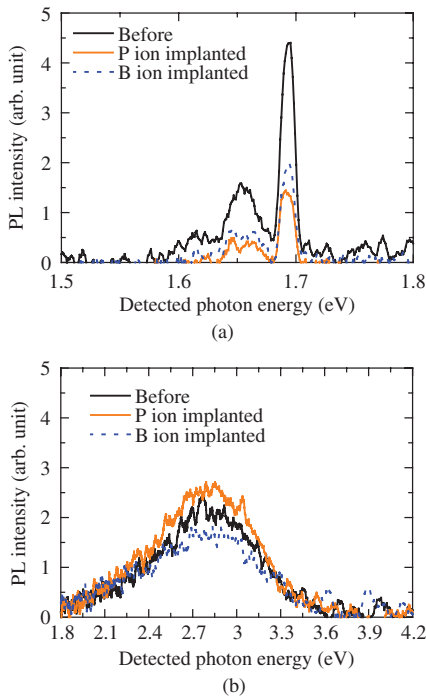 5
4
3
2
1
0
PL intensity (arb. unit)
Before
P ion implanted
B ion implanted
1.5 1.6 1.7 1.8
Detected photon energy (eV)
(a)
5
4
3
2
1
0
PL intensity (arb. unit)
Before
P ion implanted
B ion implanted
1.8 2.1 2.4 2.7 3 3.3 3.6 3.9 4.2
Detected photon energy (eV)
(b)